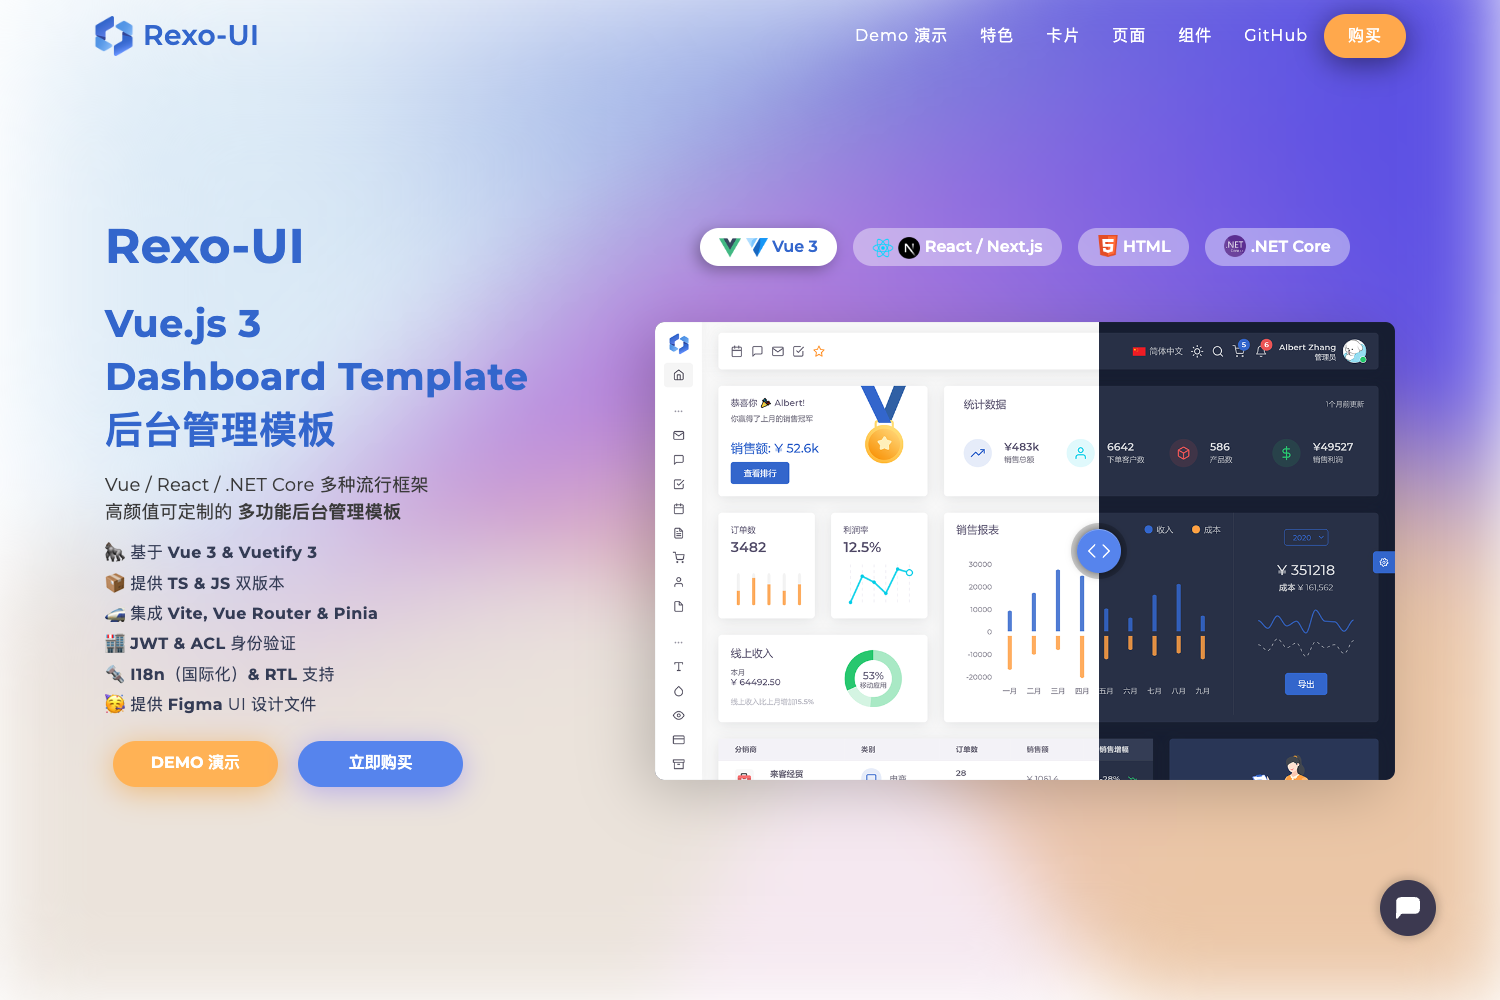 Rexo-UI
Demo 演示
特色
卡片
页面
组件
GitHub
购买
Rexo-UI
Vue.js 3
Dashboard Template
后台管理模板
Vue / React / .NET Core 多种流行框架
高颜值可定制的 多功能后台管理模板
基于 Vue 3 & Vuetify 3
提供 TS & JS 双版本
集成 Vite, Vue Router & Pinia
JWT & ACL 身份验证
I18n（国际化）& RTL 支持
提供 Figma UI 设计文件
DEMO 演示
立即购买
Vue 3
N
React / Next.js
5
HTML
.NET
.NET Core
简体中文
5
6
Albert Zhang
管理员
恭喜你 Albert!
你赢得了上月的销售冠军
销售额: ¥ 52.6k
查看排行
统计数据
1个月前更新
¥483k
销售总额
6642
下单客户数
586
产品数
¥49527
销售利润
订单数
3482
利润率
12.5%
线上收入
本月
¥ 64492.50
线上收入比上月增加15.5%
53%
移动应用
销售报表
收入
成本
30000
20000
10000
0
-10000
-20000
一月 二月 三月 四月 五月 六月 七月 八月 九月
2020
¥ 351218
成本 ¥ 161,562
导出
分销商
类别
订单数
销售额
销售增幅
来客经贸
电商
28
-28%